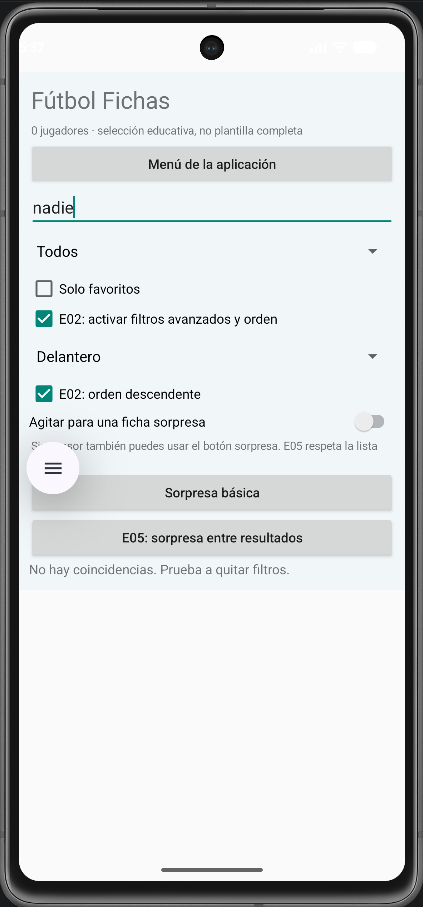 Fútbol Fichas
0 jugadores · selección educativa, no plantilla completa
Menú de la aplicación
nadie
Todos
Solo favoritos
E02: activar filtros avanzados y orden
Delantero
E02: orden descendente
Agitar para una ficha sorpresa
también puedes usar el botón sorpresa. E05 respeta la lista
Sorpresa básica
E05: sorpresa entre resultados
No hay coincidencias. Prueba a quitar filtros.